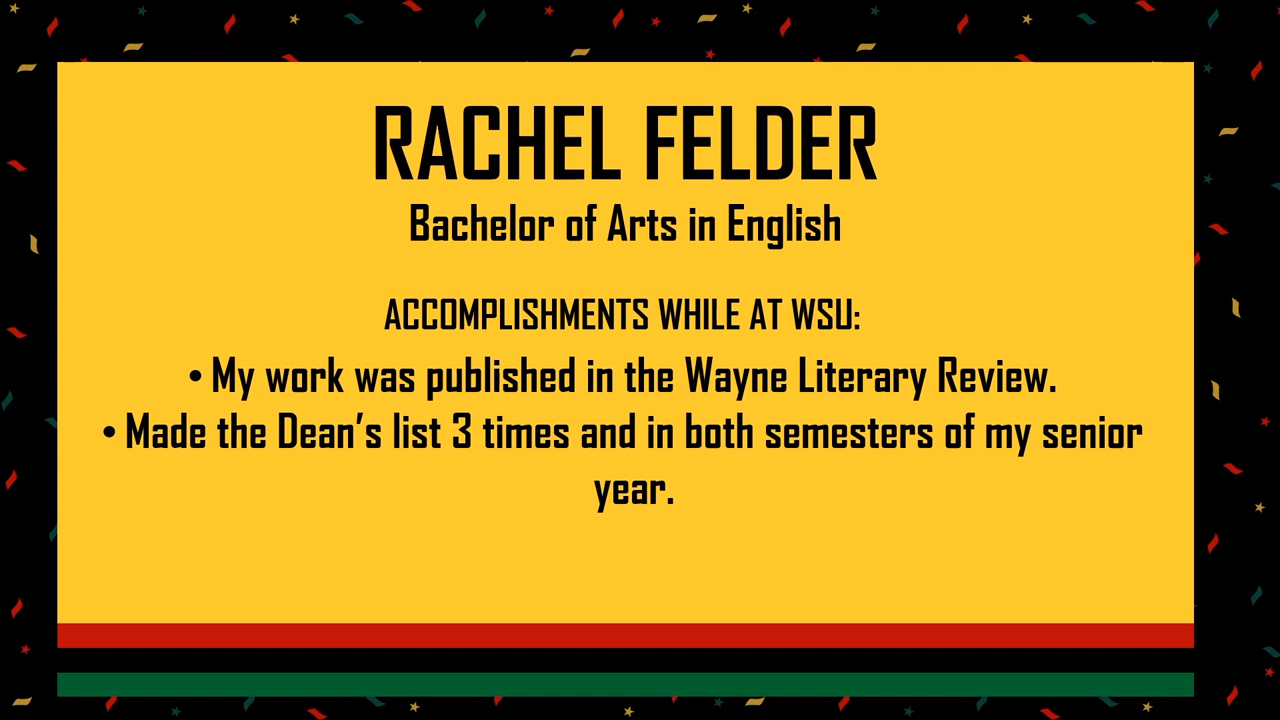 RACHEL FELDER
Bachelor of Arts in English
ACCOMPLISHMENTS WHILE AT WSU:
• My work was published in the Wayne Literary Review.
• Made the Dean’s list 3 times and in both semesters of my senior
year.